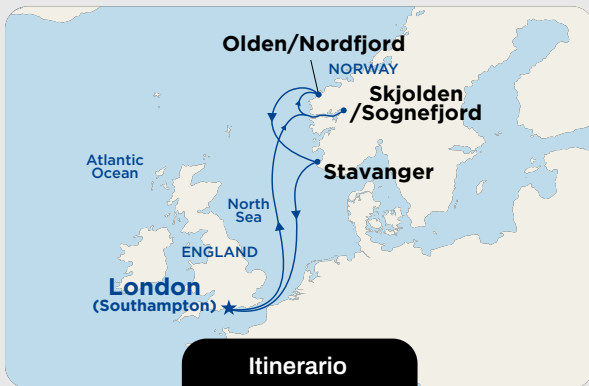 Olden/Nordfjord
NORWAY
Skjolden
/Sognefjord
Atlantic
Ocean
Stavanger
North
Sea
ENGLAND
London
(Southampton)
Itinerario